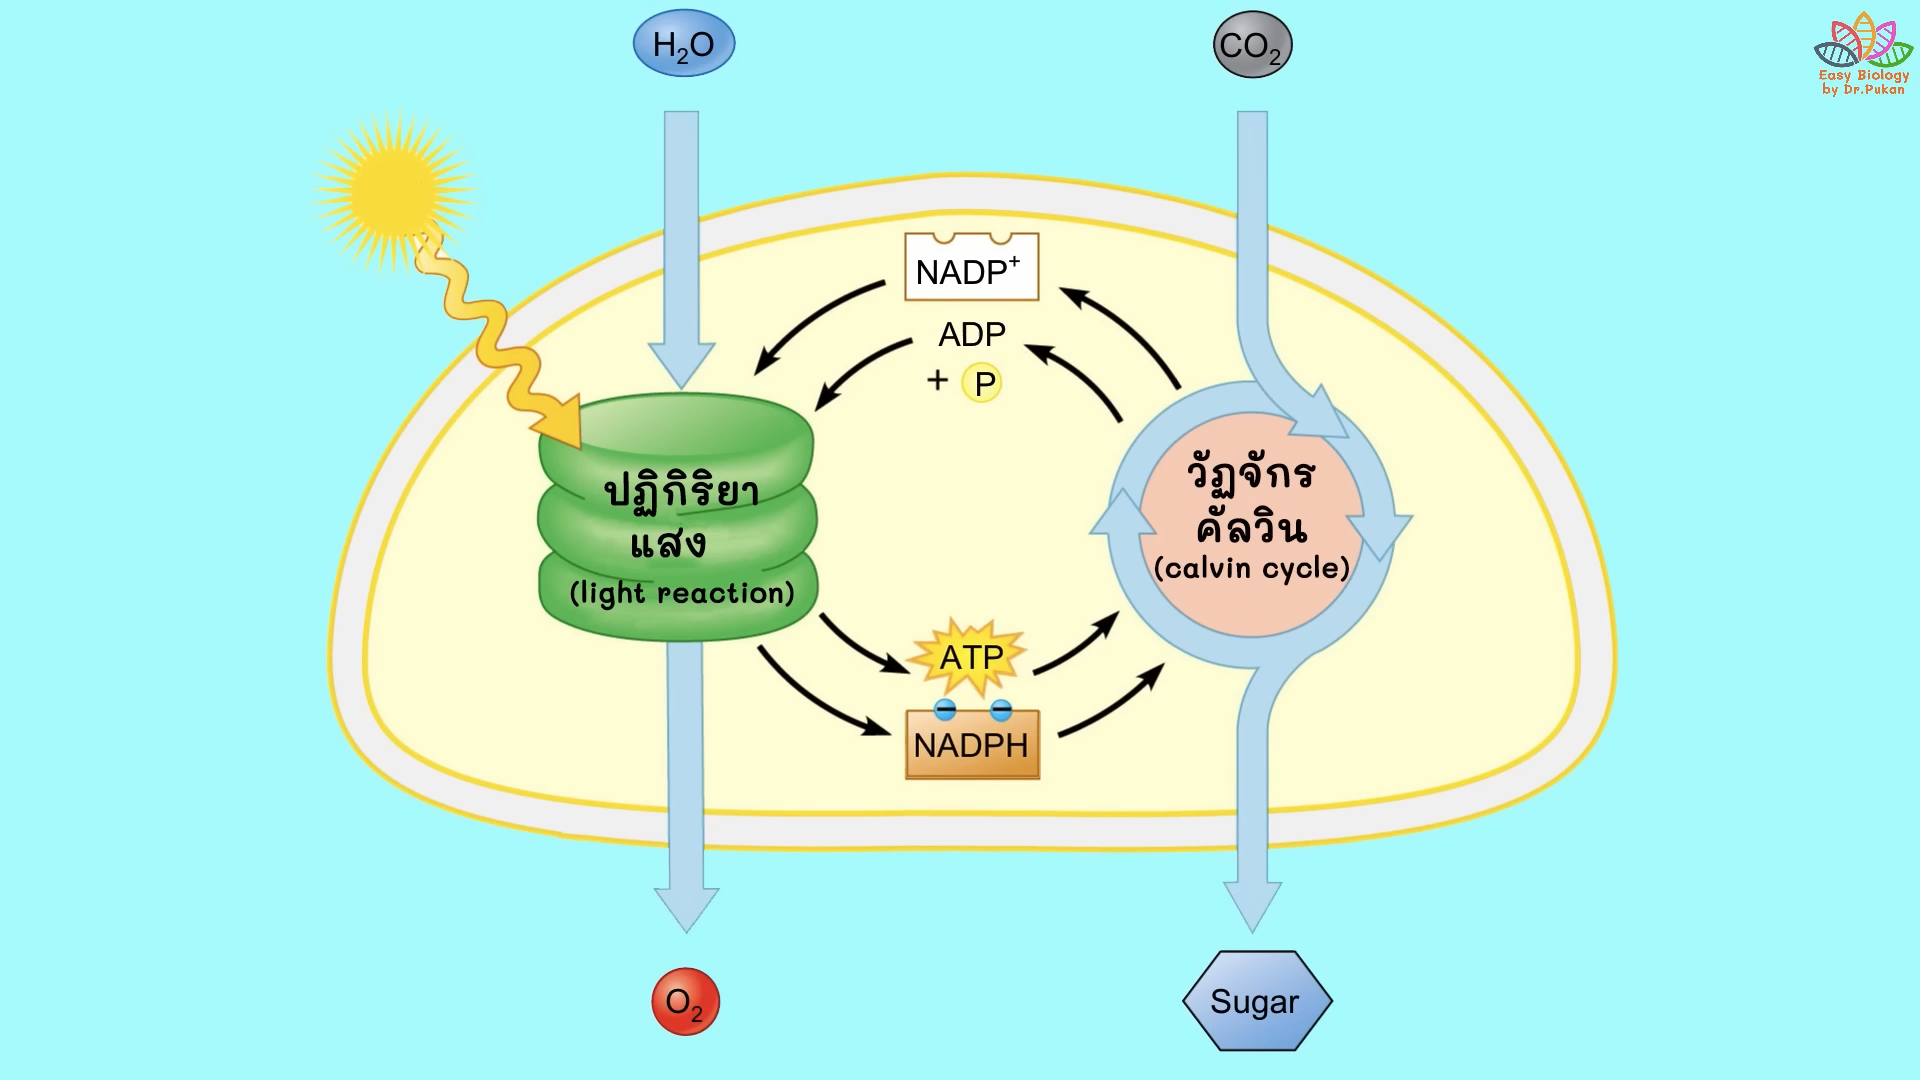 H₂O
CO₂
Easy Biology
by Dr.Pukan
NADP⁺
ADP
+ P
ปฏิกิริยา
แสง
(light reaction)
วัฏจักร
คัลวิน
(calvin cycle)
ATP
NADPH
O₂
Sugar